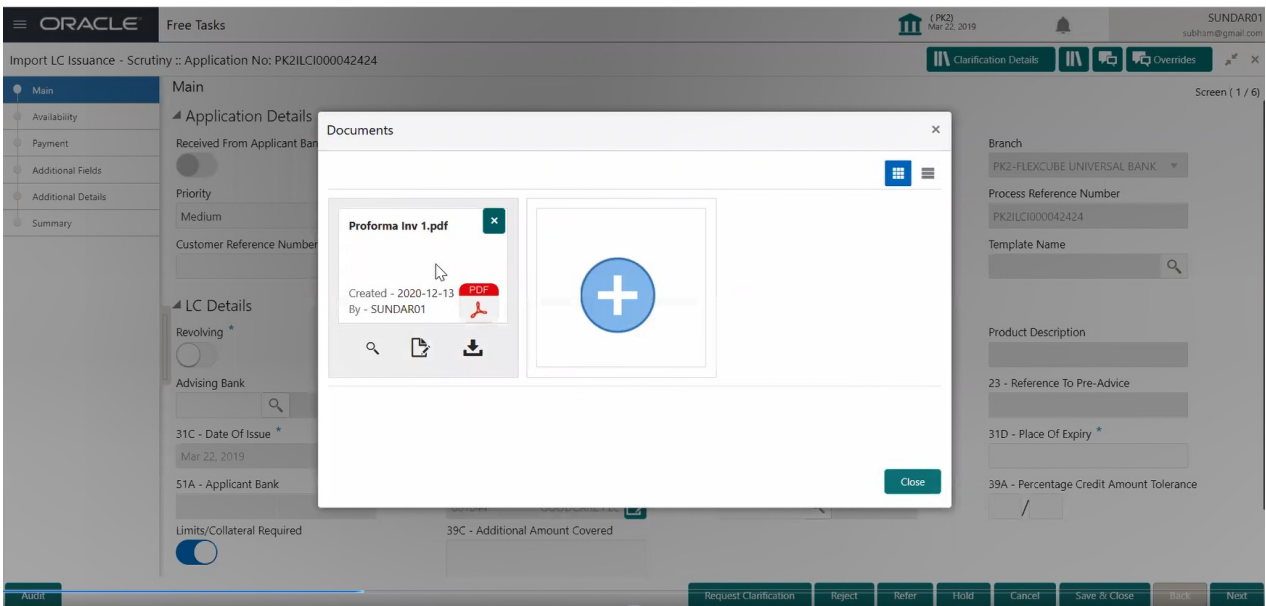 ORACLE
Free Tasks
( PK2)
Mar 22, 2019
SUNDAR01
subham@gmail.com
Import LC Issuance - Scrutiny :: Application No: PK2ILCI000042424
Clarification Details
Overrides
Main
Availability
Payment
Additional Fields
Additional Details
Summary
Main
Screen ( 1 / 6)
Application Details
Received From Applicant Ban
Priority
Medium
Customer Reference Number
Branch
PK2-FLEXCUBE UNIVERSAL BANK
Process Reference Number
PK2ILCI000042424
Template Name
Documents
Proforma Inv 1.pdf
Created - 2020-12-13
By - SUNDAR01
PDF
Close
LC Details
Revolving *
Advising Bank
31C - Date Of Issue *
Mar 22, 2019
51A - Applicant Bank
Limits/Collateral Required
39C - Additional Amount Covered
Product Description
23 - Reference To Pre-Advice
31D - Place Of Expiry *
39A - Percentage Credit Amount Tolerance
/
Audit
Request Clarification
Reject
Refer
Hold
Cancel
Save & Close
Back
Next